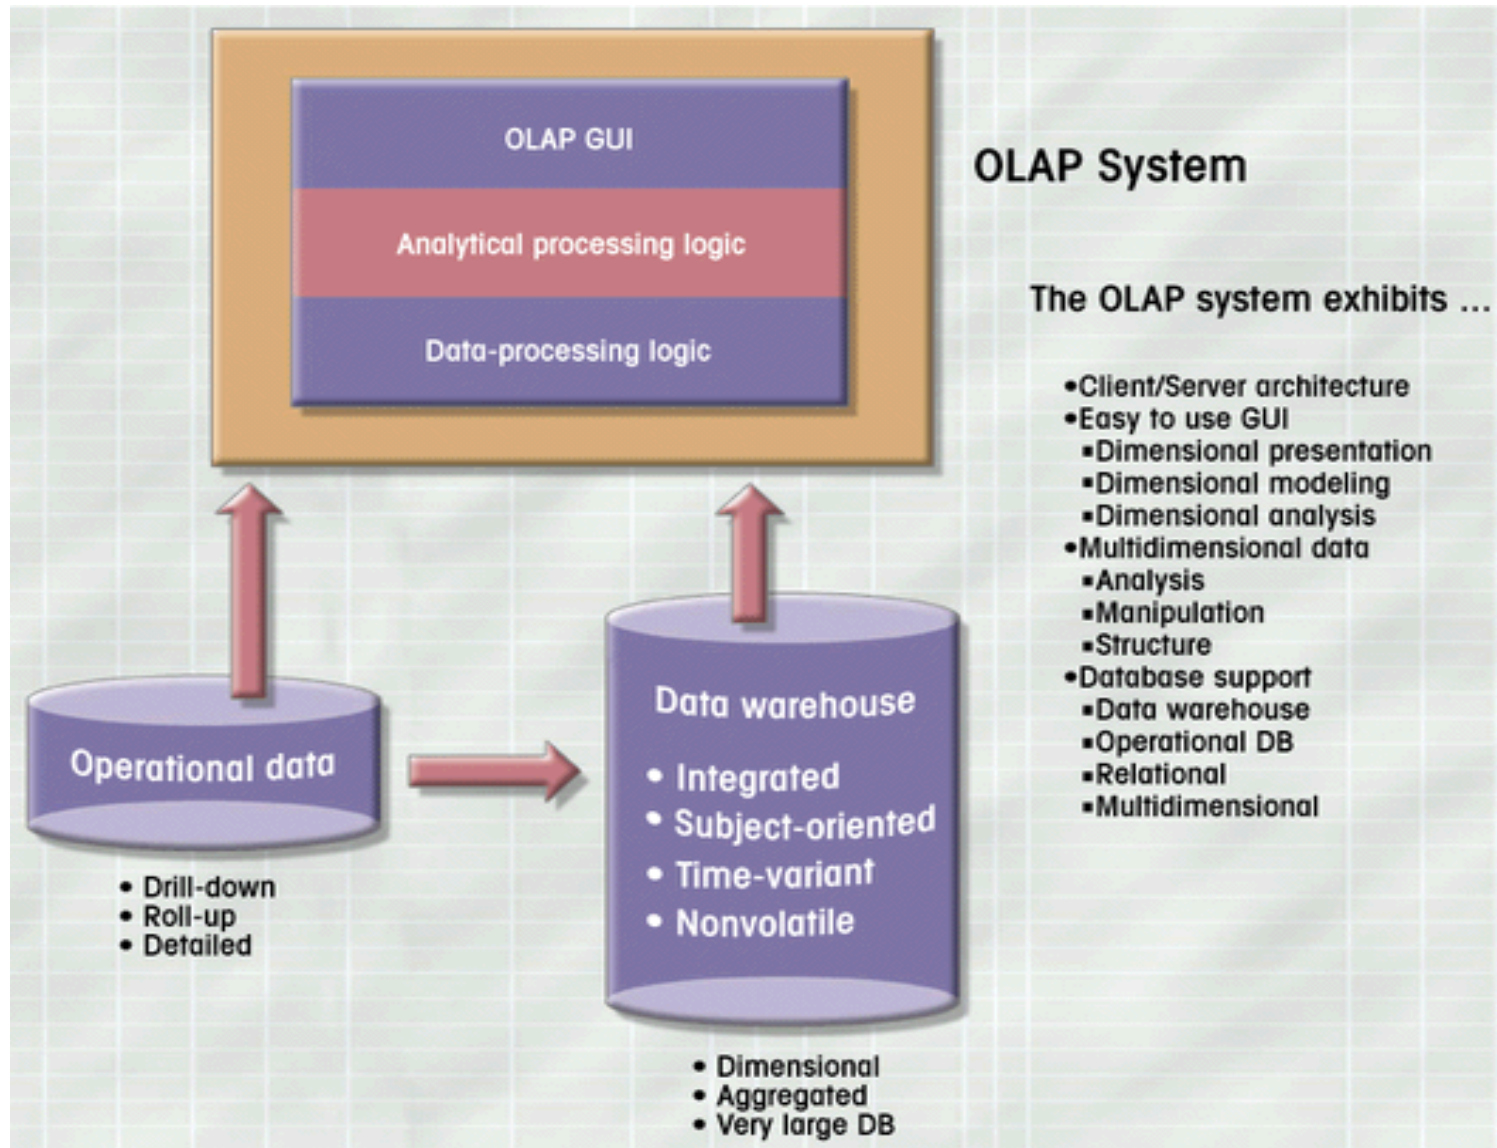 OLAP GUI
Analytical processing logic
Data-processing logic
OLAP System
The OLAP system exhibits ...
•Client/Server architecture
•Easy to use GUI
▪Dimensional presentation
▪Dimensional modeling
▪Dimensional analysis
•Multidimensional data
▪Analysis
▪Manipulation
▪Structure
•Database support
▪Data warehouse
▪Operational DB
▪Relational
▪Multidimensional
Operational data
• Drill-down
• Roll-up
• Detailed
Data warehouse
• Integrated
• Subject-oriented
• Time-variant
• Nonvolatile
• Dimensional
• Aggregated
• Very large DB